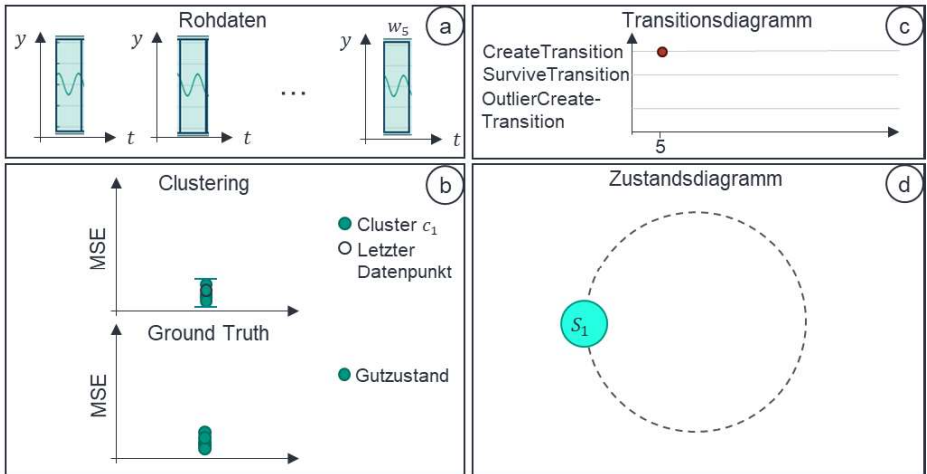 Rohdaten
a
y
t
y
t
...
y
w₅
t
Transitionsdiagramm
c
CreateTransition
SurviveTransition
OutlierCreate-
Transition
5
Clustering
b
MSE
Cluster c₁
Letzter
Datenpunkt
Ground Truth
MSE
Gutzustand
Zustandsdiagramm
d
S₁